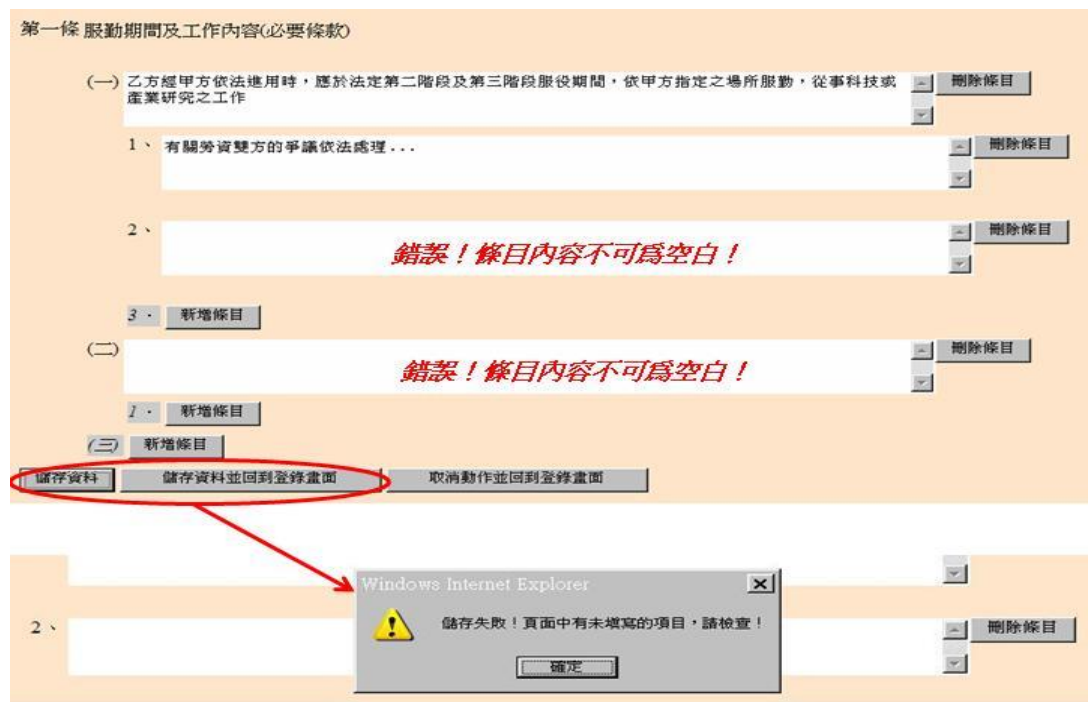 第一條 服勤期間及工作內容(必要條款)
(一) 乙方經甲方依法進用時，應於法定第二階段及第三階段服役期間，依甲方指定之場所服勤，從事科技或 刪除條目
產業研究之工作
1、 有關勞資雙方的爭議依法處理... 刪除條目
2、 錯誤！條目內容不可為空白！ 刪除條目
3． 新增條目
(二) 錯誤！條目內容不可為空白！ 刪除條目
1． 新增條目
(三) 新增條目
儲存資料 儲存資料並回到登錄畫面 取消動作並回到登錄畫面
Windows Internet Explorer
2、 儲存失敗！頁面中有未填寫的項目，請檢查！ 刪除條目
確定